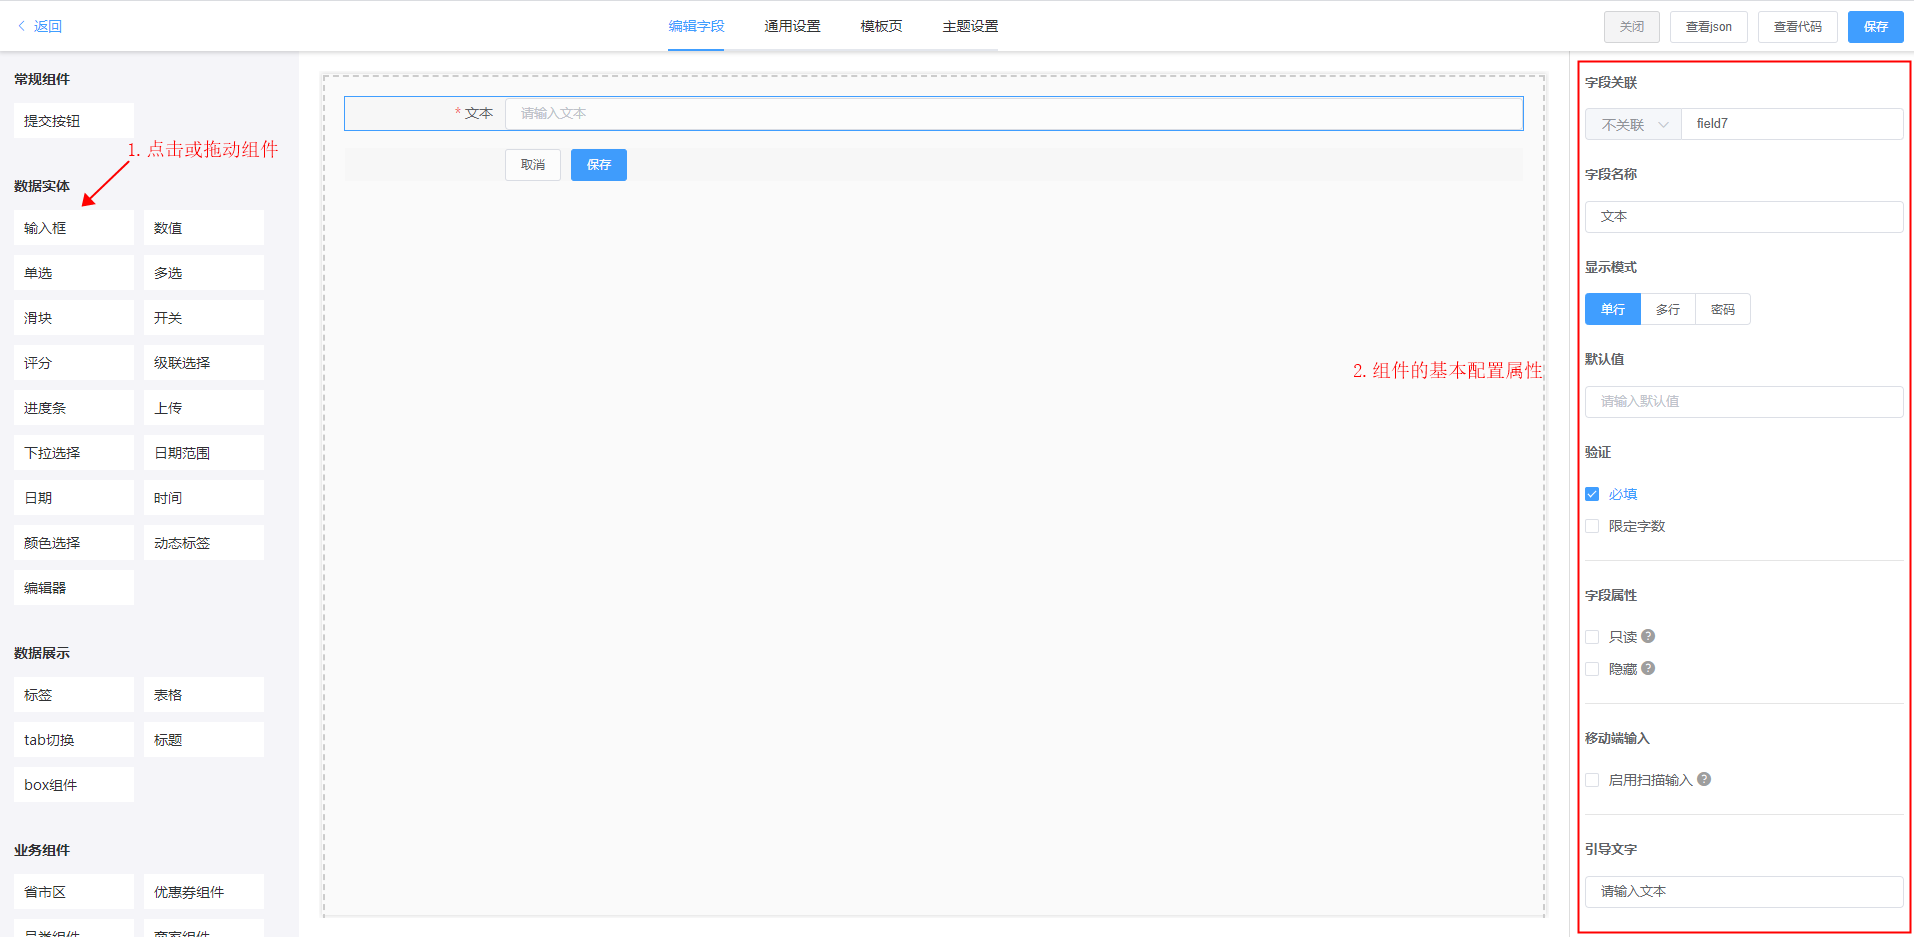 返回
编辑字段 通用设置 模板页 主题设置
关闭 查看json 查看代码 保存
常规组件
提交按钮
1. 点击或拖动组件
数据实体
输入框 数值
单选 多选
滑块 开关
评分 级联选择
进度条 上传
下拉选择 日期范围
日期 时间
颜色选择 动态标签
编辑器
数据展示
标签 表格
tab切换 标题
box组件
业务组件
省市区 优惠券组件
* 文本 请输入文本
取消 保存
2. 组件的基本配置属性
字段关联
不关联 field7
字段名称
文本
显示模式
单行 多行 密码
默认值
请输入默认值
验证
必填
限定字数
字段属性
只读 ?
隐藏 ?
移动端输入
启用扫描输入 ?
引导文字
请输入文本